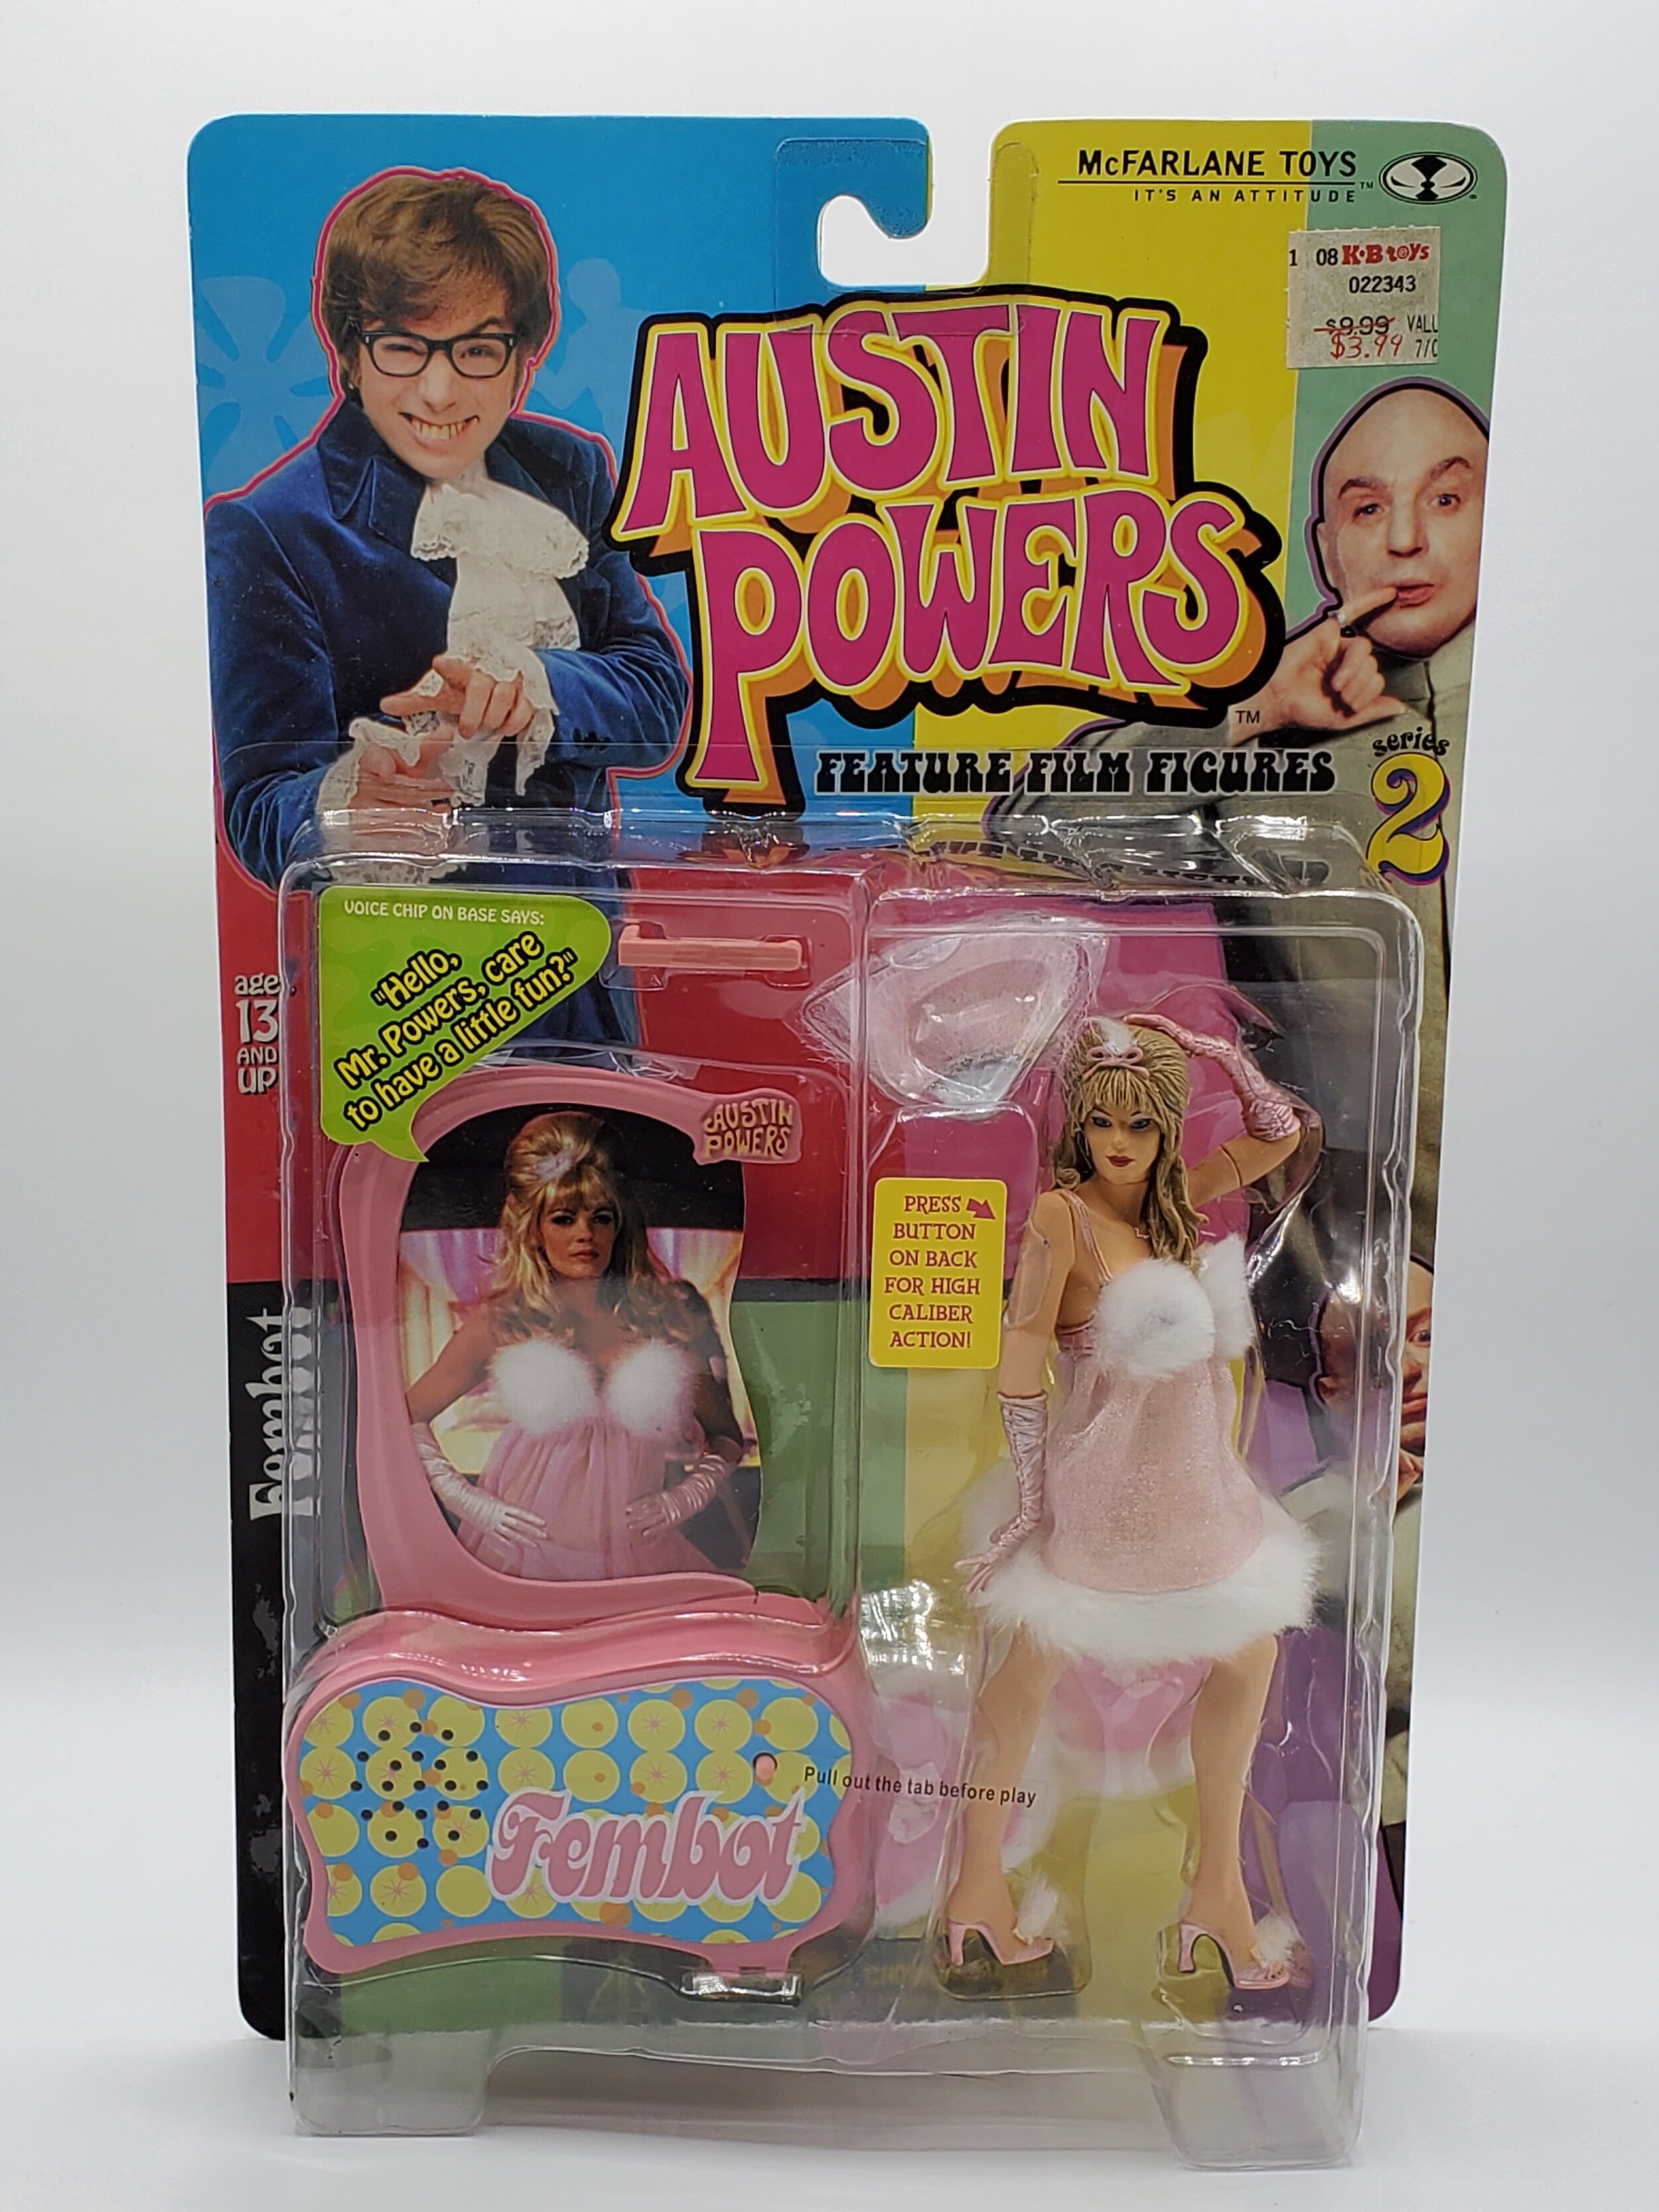 McFARLANE TOYS
IT'S AN ATTITUDE™
1 08 K·B toys
022343
$9.99 VALU
$3.99 7/0
AUSTIN
POWERS
™
FEATURE FILM FIGURES
series
2
VOICE CHIP ON BASE SAYS:
"Hello,
Mr. Powers, care
to have a little fun?"
age
13
AND
UP
AUSTIN
POWERS
PRESS
BUTTON
ON BACK
FOR HIGH
CALIBER
ACTION!
Fembot
Pull out the tab before play
Fembot